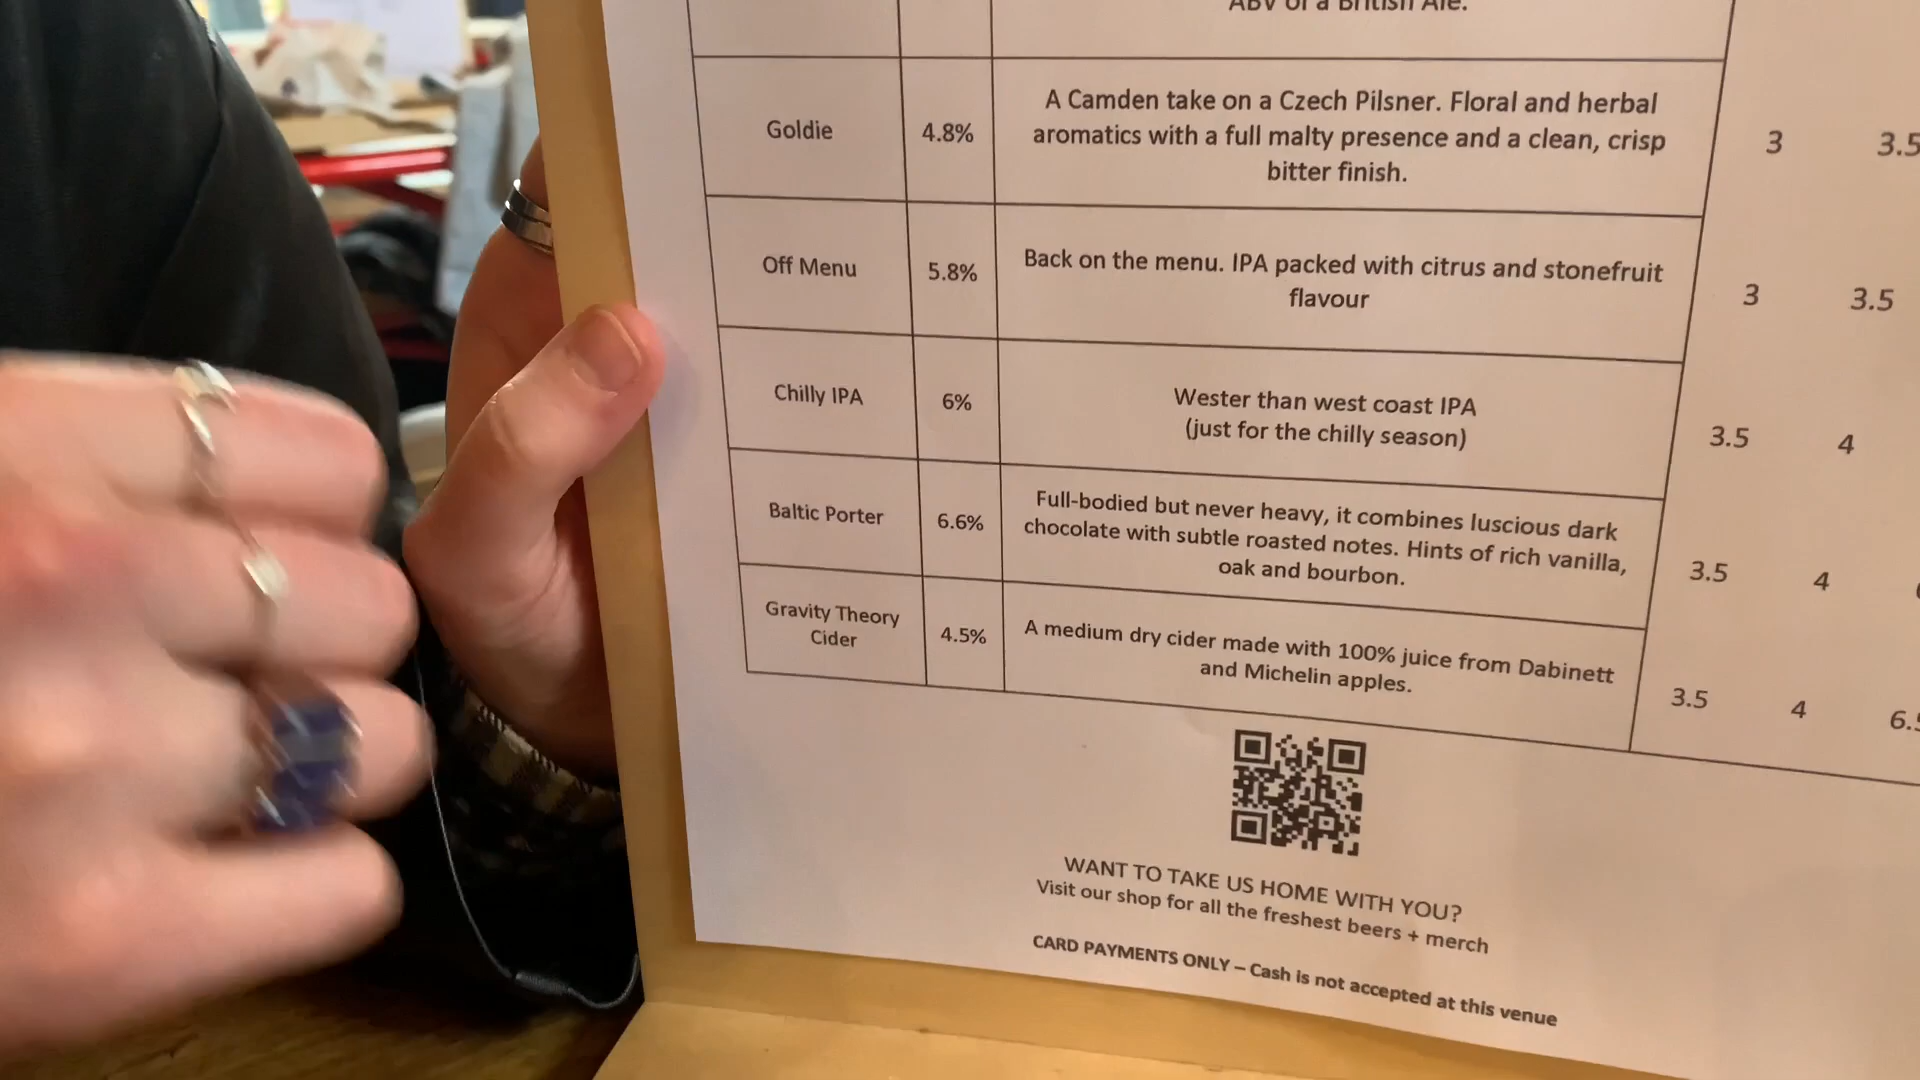 ABV of a British Ale.
Goldie
4.8%
A Camden take on a Czech Pilsner. Floral and herbal
aromatics with a full malty presence and a clean, crisp
bitter finish.
3
3.5
Off Menu
5.8%
Back on the menu. IPA packed with citrus and stonefruit
flavour
3
3.5
Chilly IPA
6%
Wester than west coast IPA
(just for the chilly season)
3.5
4
Baltic Porter
6.6%
Full-bodied but never heavy, it combines luscious dark
chocolate with subtle roasted notes. Hints of rich vanilla,
oak and bourbon.
3.5
4
Gravity Theory
Cider
4.5%
A medium dry cider made with 100% juice from Dabinett
and Michelin apples.
3.5
4
6.5
WANT TO TAKE US HOME WITH YOU?
Visit our shop for all the freshest beers + merch
CARD PAYMENTS ONLY – Cash is not accepted at this venue